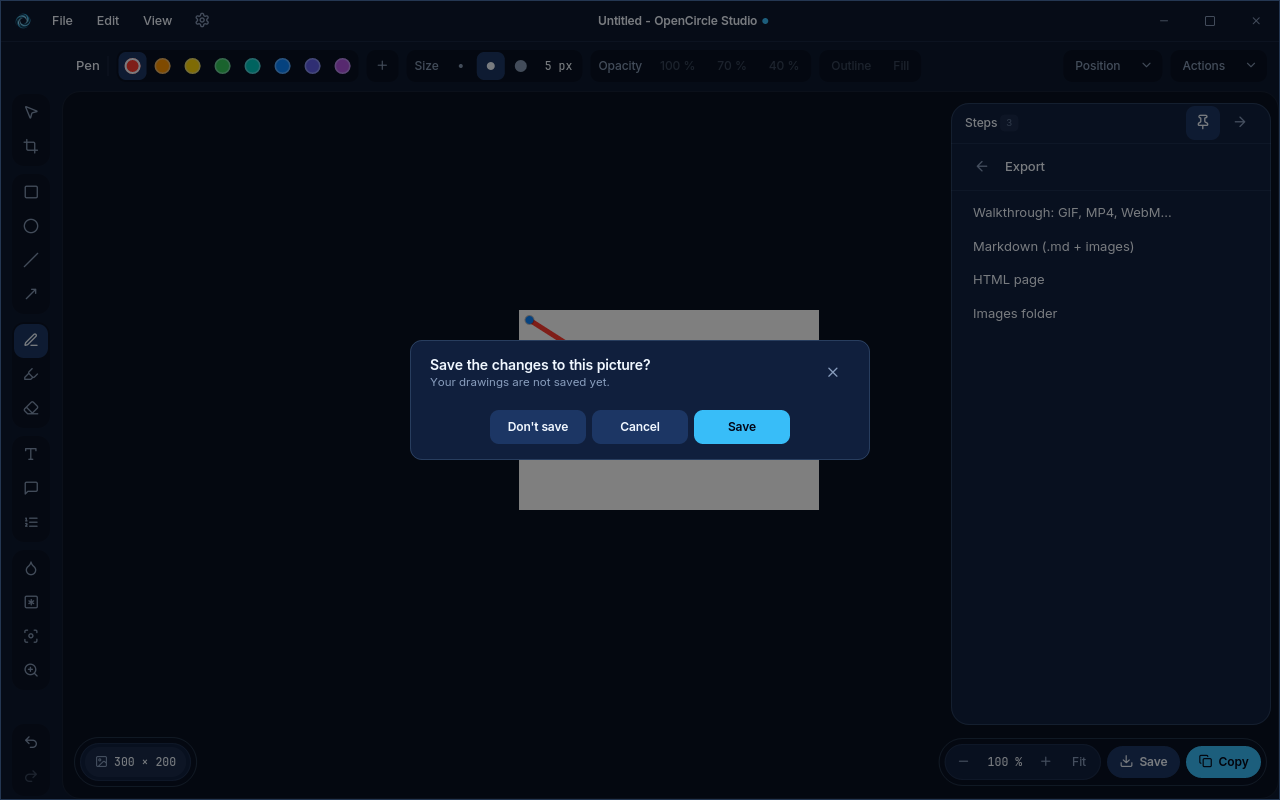 File Edit View
Untitled - OpenCircle Studio
Pen
Size
5 px
Opacity 100 % 70 % 40 %
Outline Fill
Position
Actions
Steps 3
Export
Walkthrough: GIF, MP4, WebM...
Markdown (.md + images)
HTML page
Images folder
Save the changes to this picture?
Your drawings are not saved yet.
Don't save Cancel Save
300 × 200
100 %
Fit
Save
Copy